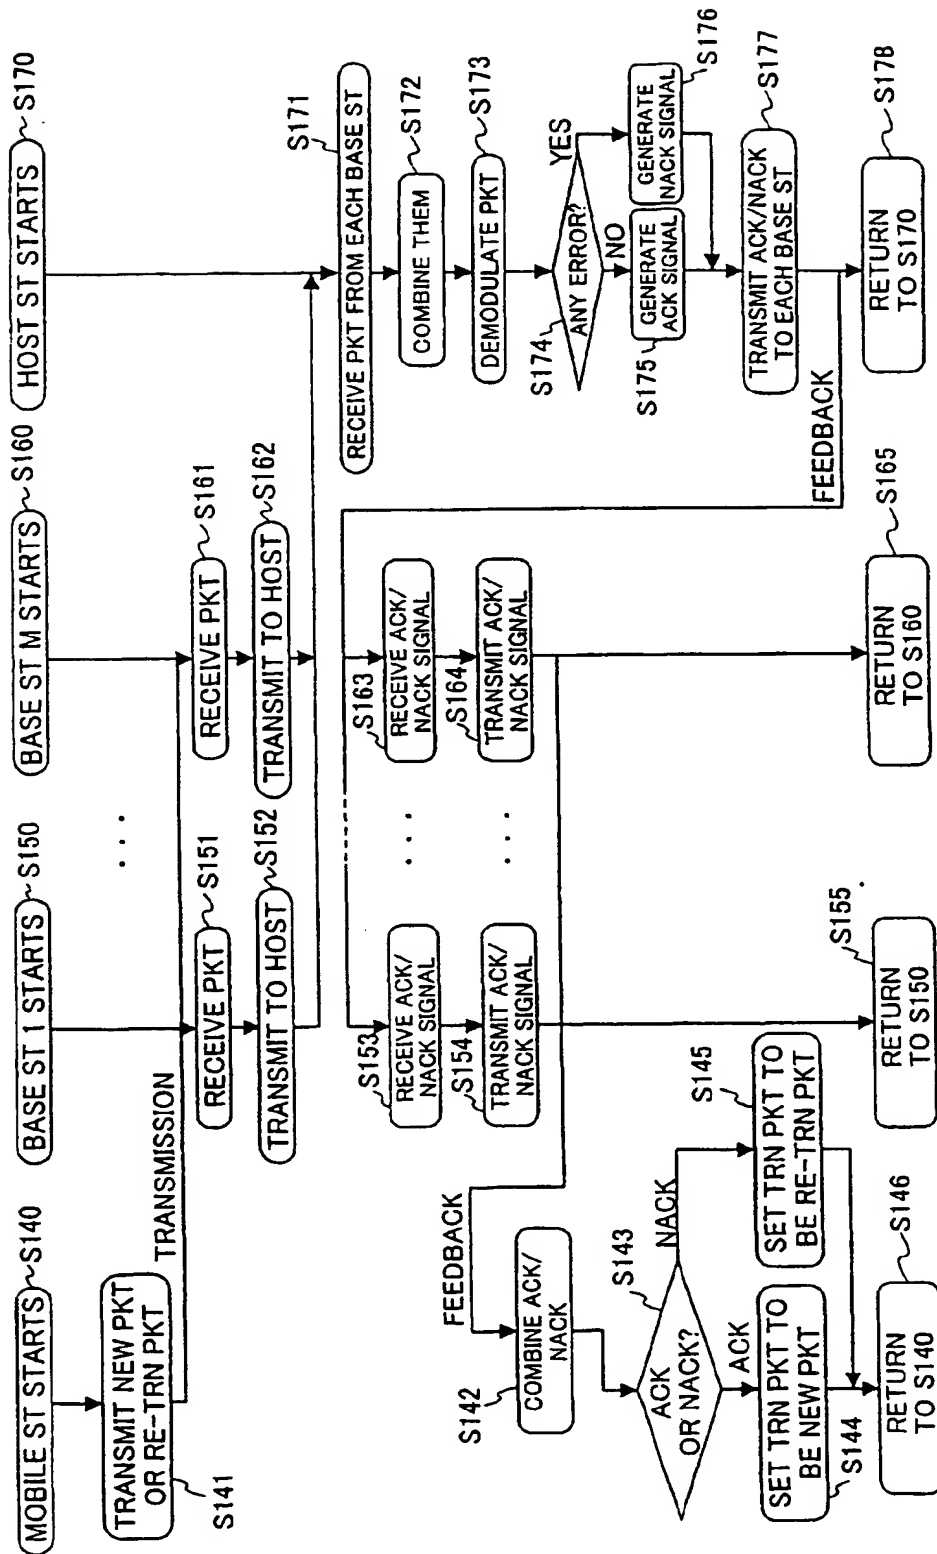 MOBILE ST STARTS
S140
TRANSMIT NEW PKT
OR RE-TRN PKT
S141
TRANSMISSION
BASE ST 1 STARTS
S150
RECEIVE PKT
S151
TRANSMIT TO HOST
S152
. . .
BASE ST M STARTS
S160
RECEIVE PKT
S161
TRANSMIT TO HOST
S162
HOST ST STARTS
S170
RECEIVE PKT FROM EACH BASE ST
S171
COMBINE THEM
S172
DEMODULATE PKT
S173
ANY ERROR?
S174
YES
NO
GENERATE
ACK SIGNAL
S175
GENERATE
NACK SIGNAL
S176
TRANSMIT ACK/NACK
TO EACH BASE ST
S177
FEEDBACK
RETURN
TO S170
S178
RECEIVE ACK/
NACK SIGNAL
S163
TRANSMIT ACK/
NACK SIGNAL
S164
RETURN
TO S160
S165
. . .
. . .
RECEIVE ACK/
NACK SIGNAL
S153
TRANSMIT ACK/
NACK SIGNAL
S154
RETURN
TO S150
S155
FEEDBACK
COMBINE ACK/
NACK
S142
ACK
OR NACK?
S143
NACK
ACK
SET TRN PKT TO
BE NEW PKT
S144
SET TRN PKT TO
BE RE-TRN PKT
S145
RETURN
TO S140
S146